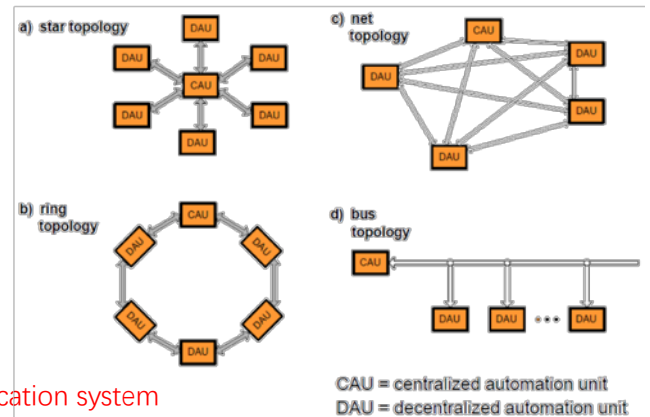 a) star topology
DAU
DAU
DAU
CAU
DAU
DAU
DAU
b) ring
topology
CAU
DAU
DAU
DAU
DAU
DAU
c) net
topology
CAU
DAU
DAU
DAU
DAU
d) bus
topology
CAU
DAU
DAU
DAU
CAU = centralized automation unit
DAU = decentralized automation unit
cation system